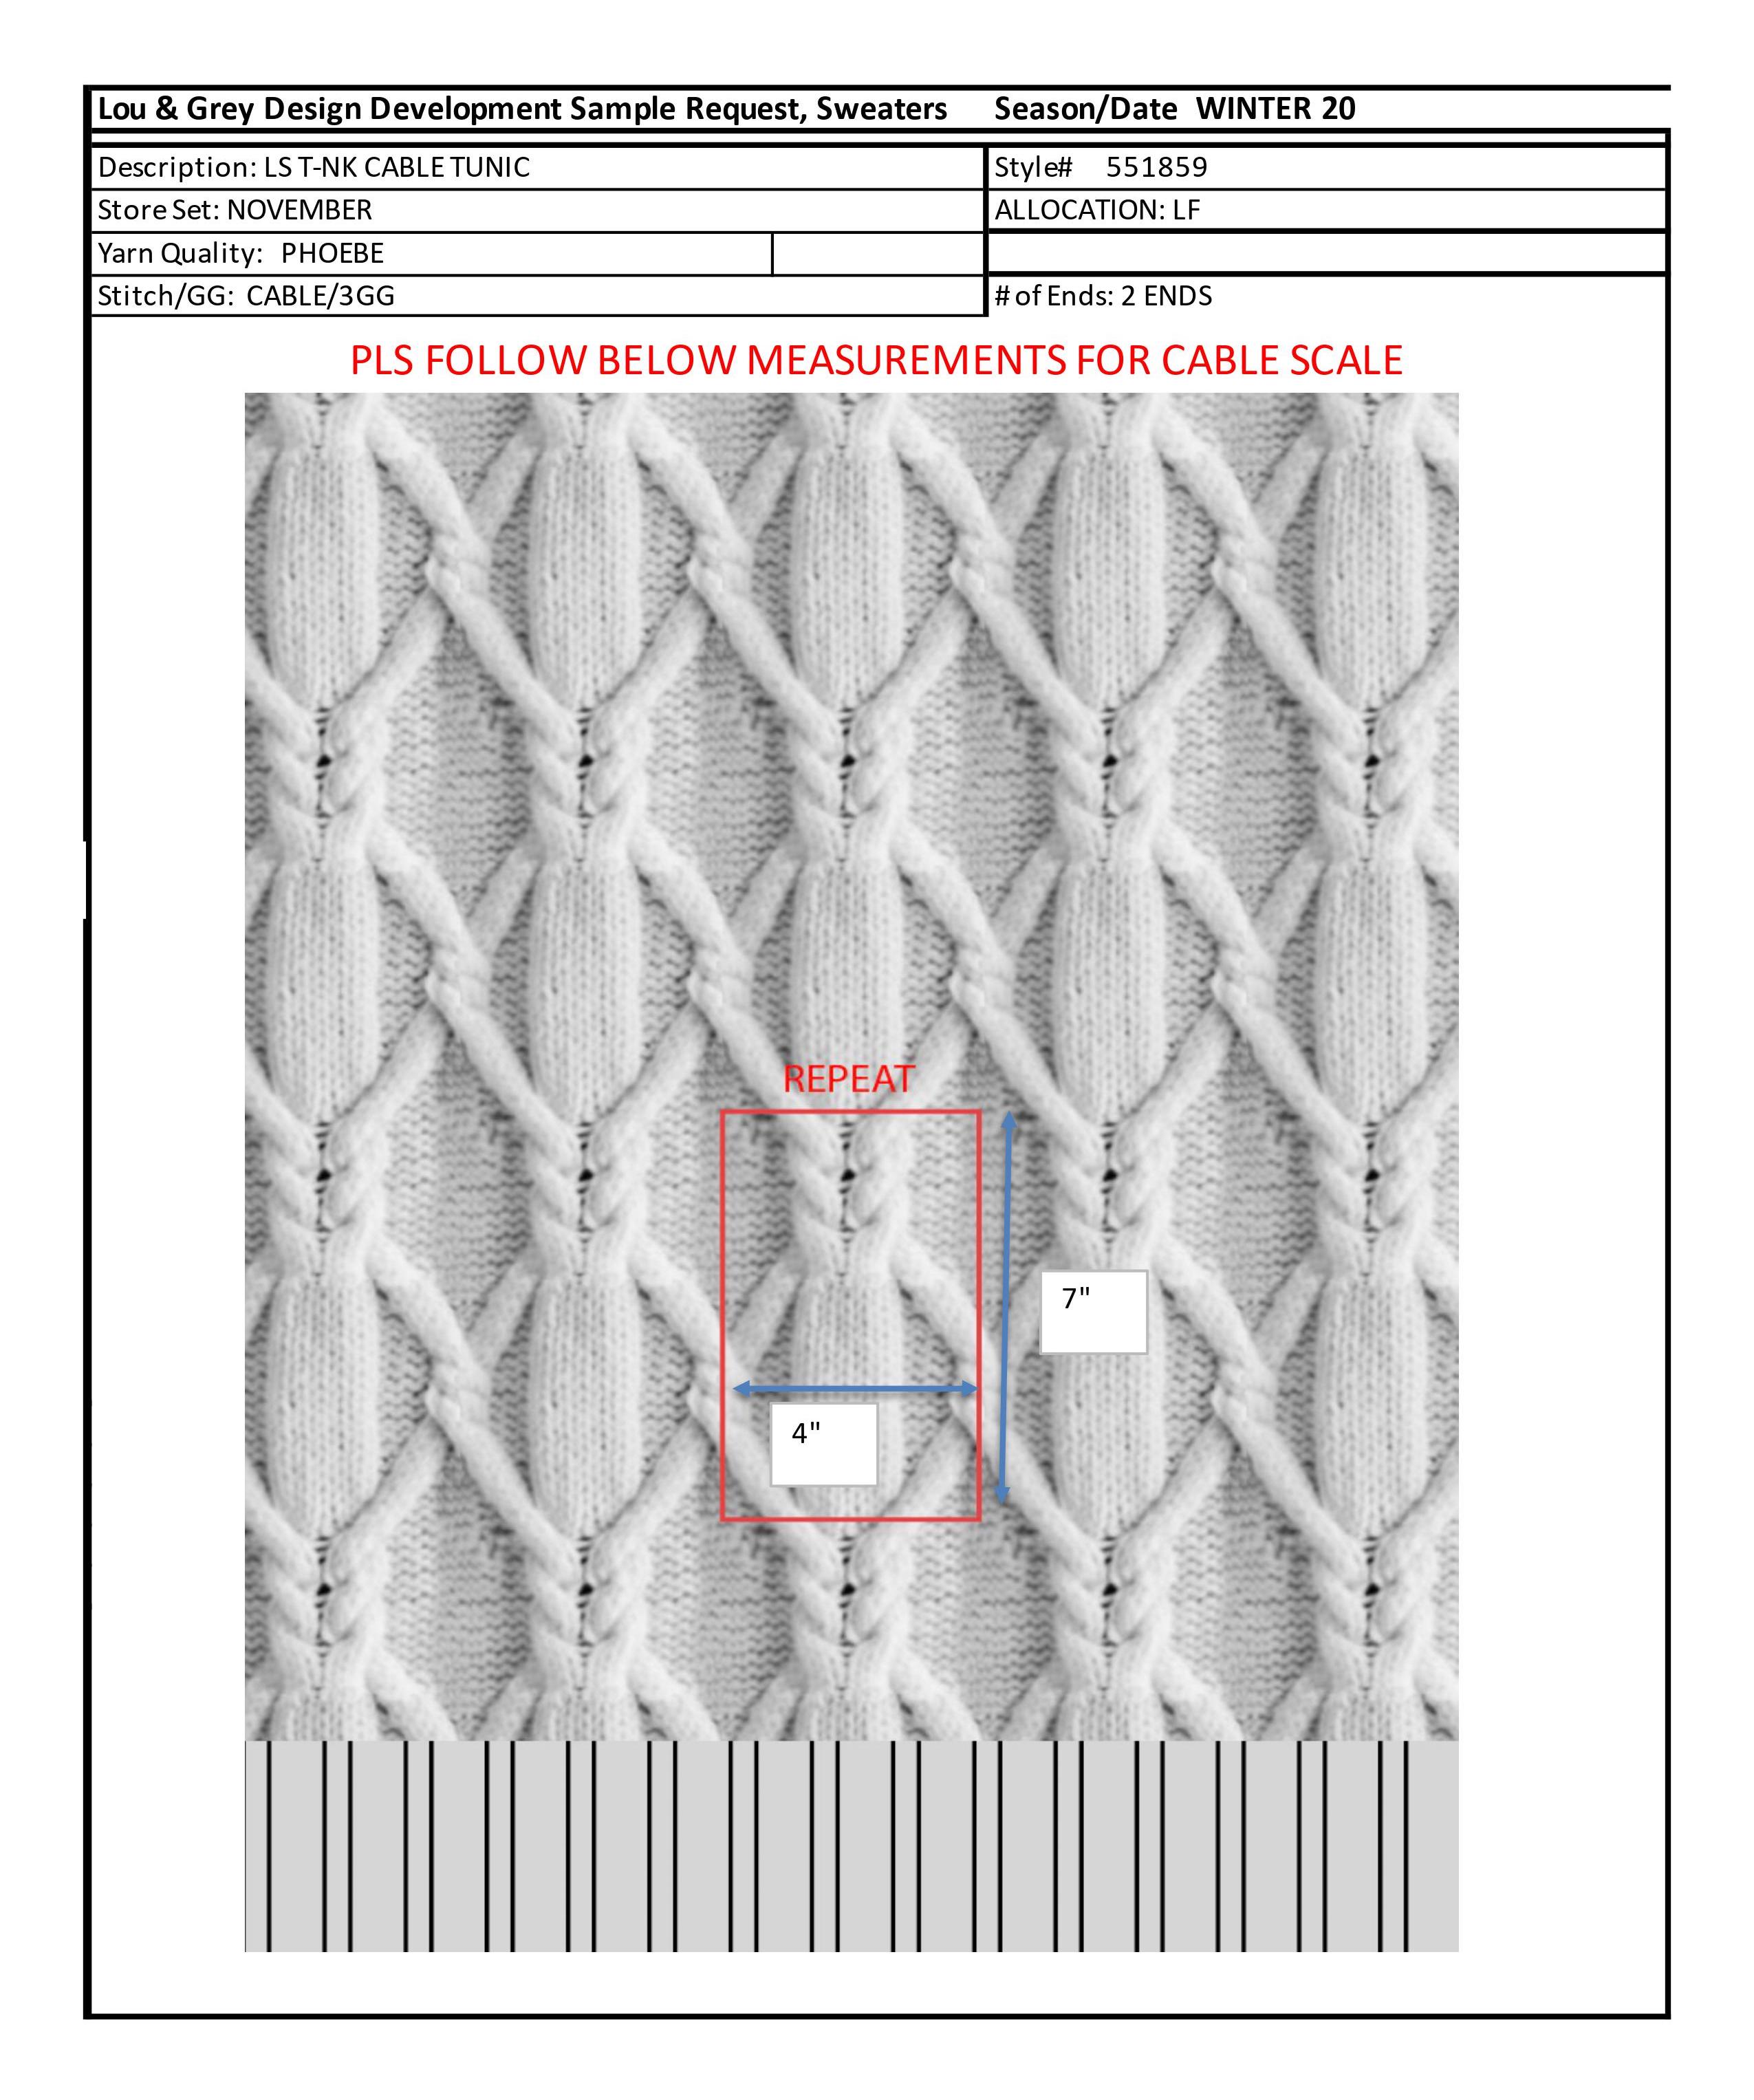 Lou & Grey Design Development Sample Request, Sweaters Season/Date WINTER 20
Description: LS T-NK CABLE TUNIC Style# 551859
Store Set: NOVEMBER ALLOCATION: LF
Yarn Quality: PHOEBE
Stitch/GG: CABLE/3GG # of Ends: 2 ENDS
PLS FOLLOW BELOW MEASUREMENTS FOR CABLE SCALE
REPEAT
7"
4"